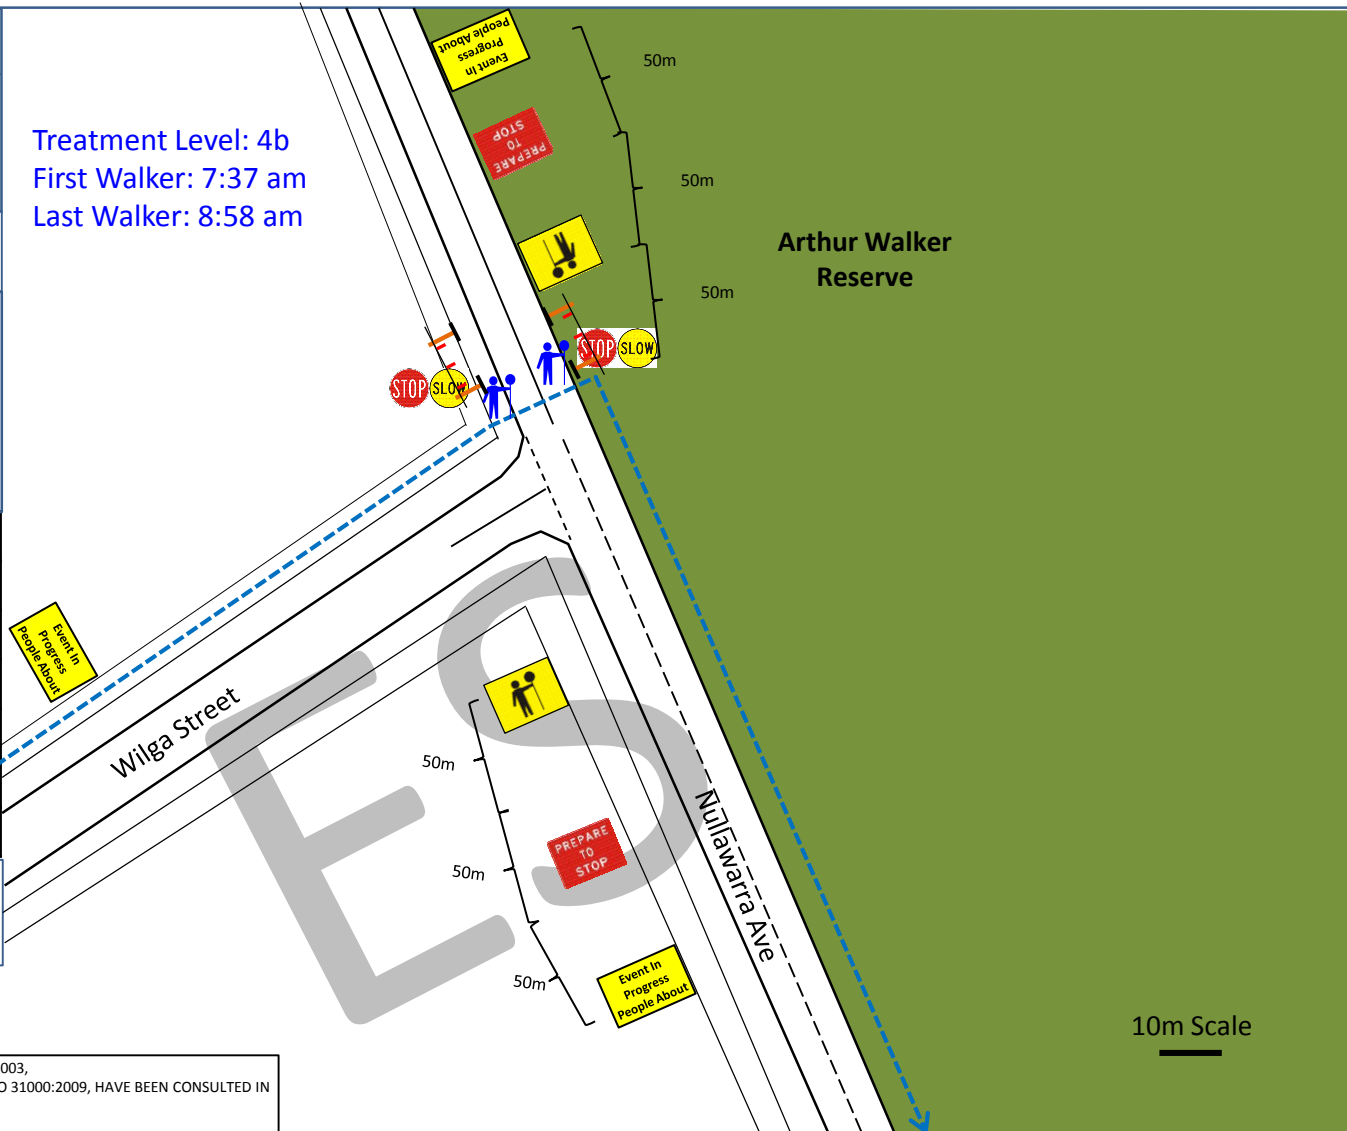 Event In
Progress
People About
50m
PREPARE
TO
STOP
50m
Treatment Level: 4b
First Walker: 7:37 am
Last Walker: 8:58 am
Arthur Walker
Reserve
50m
STOP SLOW
STOP SLOW
Event In
Progress
People About
Wilga Street
50m
PREPARE
TO
STOP
50m
Nullawarra Ave
50m
Event In
Progress
People About
10m Scale
ES
003,
O 31000:2009, HAVE BEEN CONSULTED IN